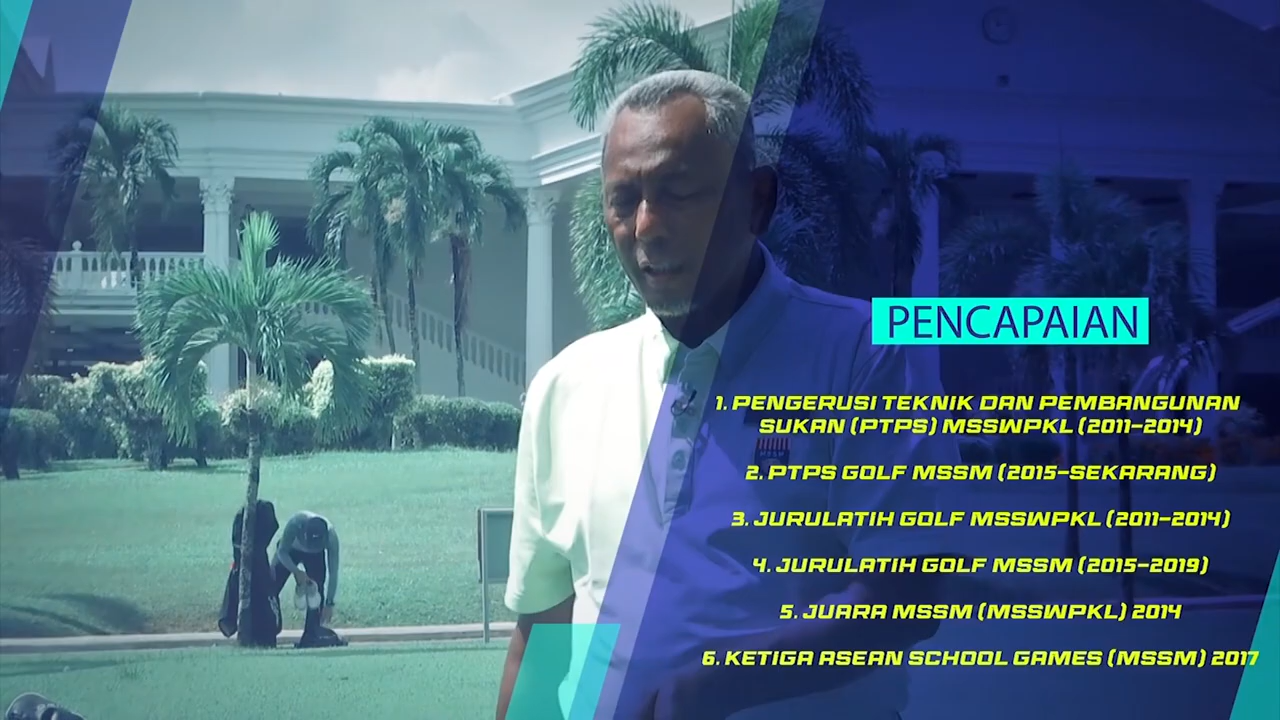 PENCAPAIAN
1. PENGERUSI TEKNIK DAN PEMBANGUNAN
SUKAN (PTPS) MSSWPKL (2011-2014)
2. PTPS GOLF MSSM (2015-SEKARANG)
3. JURULATIH GOLF MSSWPKL (2011-2014)
4. JURULATIH GOLF MSSM (2015-2019)
5. JUARA MSSM (MSSWPKL) 2014
6. KETIGA ASEAN SCHOOL GAMES (MSSM) 2017